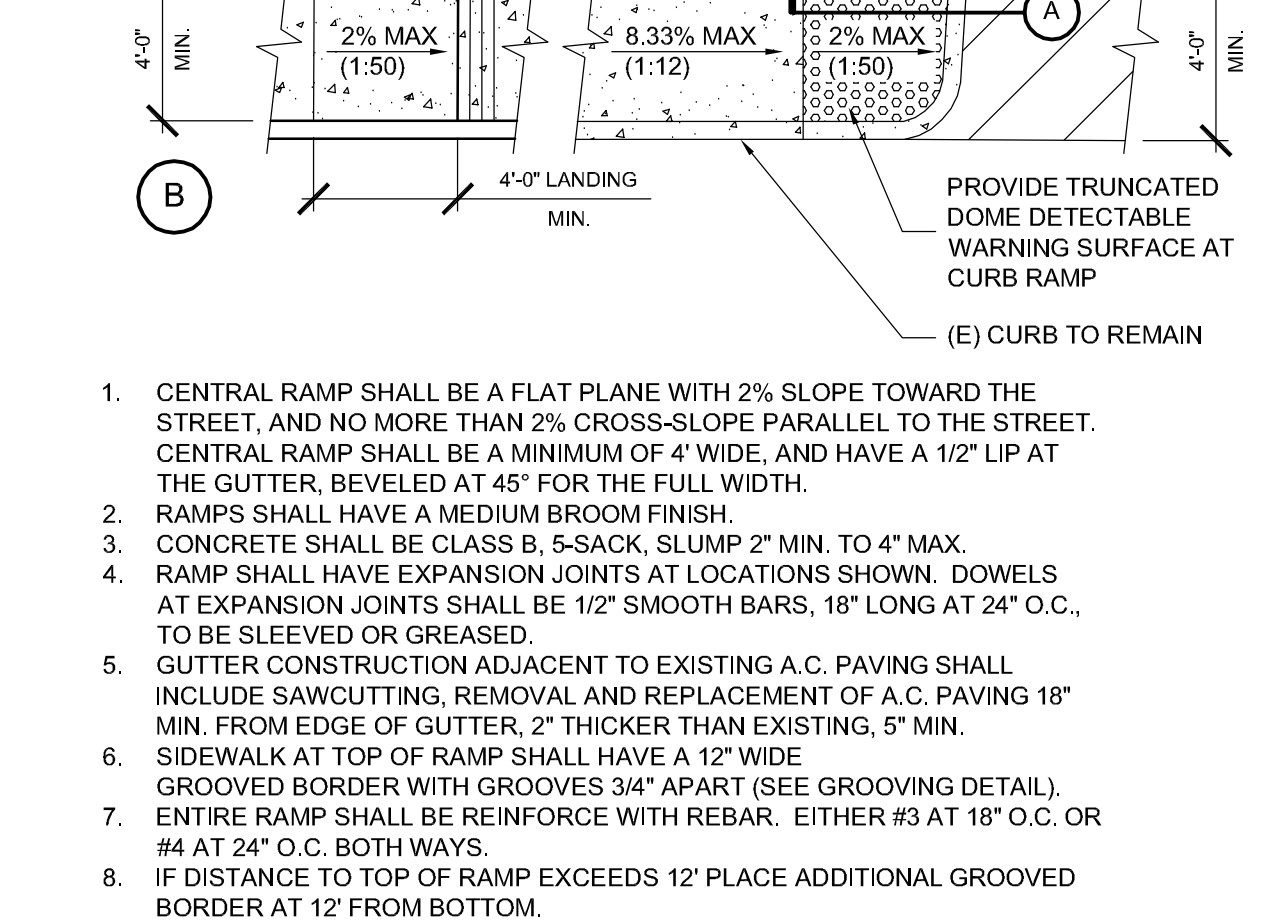 A
4'-0"
MIN.
2% MAX
(1:50)
8.33% MAX
(1:12)
2% MAX
(1:50)
4'-0"
MIN.
B
4'-0" LANDING
MIN.
PROVIDE TRUNCATED
DOME DETECTABLE
WARNING SURFACE AT
CURB RAMP
(E) CURB TO REMAIN
1. CENTRAL RAMP SHALL BE A FLAT PLANE WITH 2% SLOPE TOWARD THE
STREET, AND NO MORE THAN 2% CROSS-SLOPE PARALLEL TO THE STREET.
CENTRAL RAMP SHALL BE A MINIMUM OF 4' WIDE, AND HAVE A 1/2" LIP AT
THE GUTTER, BEVELED AT 45° FOR THE FULL WIDTH.
2. RAMPS SHALL HAVE A MEDIUM BROOM FINISH.
3. CONCRETE SHALL BE CLASS B, 5-SACK, SLUMP 2" MIN. TO 4" MAX.
4. RAMP SHALL HAVE EXPANSION JOINTS AT LOCATIONS SHOWN. DOWELS
AT EXPANSION JOINTS SHALL BE 1/2" SMOOTH BARS, 18" LONG AT 24" O.C.,
TO BE SLEEVED OR GREASED.
5. GUTTER CONSTRUCTION ADJACENT TO EXISTING A.C. PAVING SHALL
INCLUDE SAWCUTTING, REMOVAL AND REPLACEMENT OF A.C. PAVING 18"
MIN. FROM EDGE OF GUTTER, 2" THICKER THAN EXISTING, 5" MIN.
6. SIDEWALK AT TOP OF RAMP SHALL HAVE A 12" WIDE
GROOVED BORDER WITH GROOVES 3/4" APART (SEE GROOVING DETAIL).
7. ENTIRE RAMP SHALL BE REINFORCE WITH REBAR. EITHER #3 AT 18" O.C. OR
#4 AT 24" O.C. BOTH WAYS.
8. IF DISTANCE TO TOP OF RAMP EXCEEDS 12' PLACE ADDITIONAL GROOVED
BORDER AT 12' FROM BOTTOM.